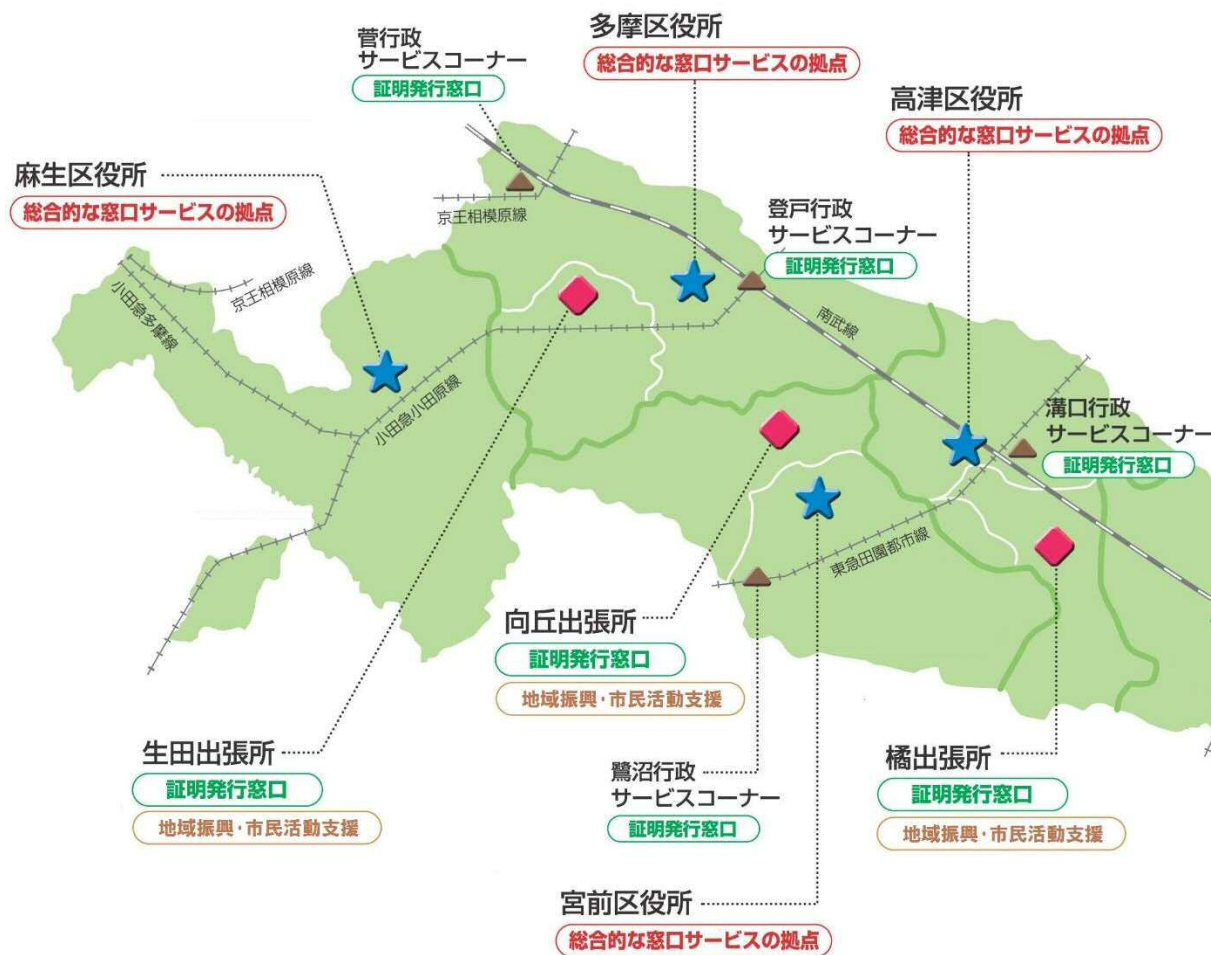 多摩区役所
総合的な窓口サービスの拠点
菅行政
サービスコーナー
証明発行窓口
高津区役所
総合的な窓口サービスの拠点
麻生区役所
総合的な窓口サービスの拠点
京王相模原線
登戸行政
サービスコーナー
証明発行窓口
京王相模原線
小田急多摩線
南武線
小田急小田原線
溝口行政
サービスコーナー
証明発行窓口
東急田園都市線
向丘出張所
証明発行窓口
地域振興・市民活動支援
生田出張所
証明発行窓口
地域振興・市民活動支援
鷺沼行政
サービスコーナー
証明発行窓口
橘出張所
証明発行窓口
地域振興・市民活動支援
宮前区役所
総合的な窓口サービスの拠点